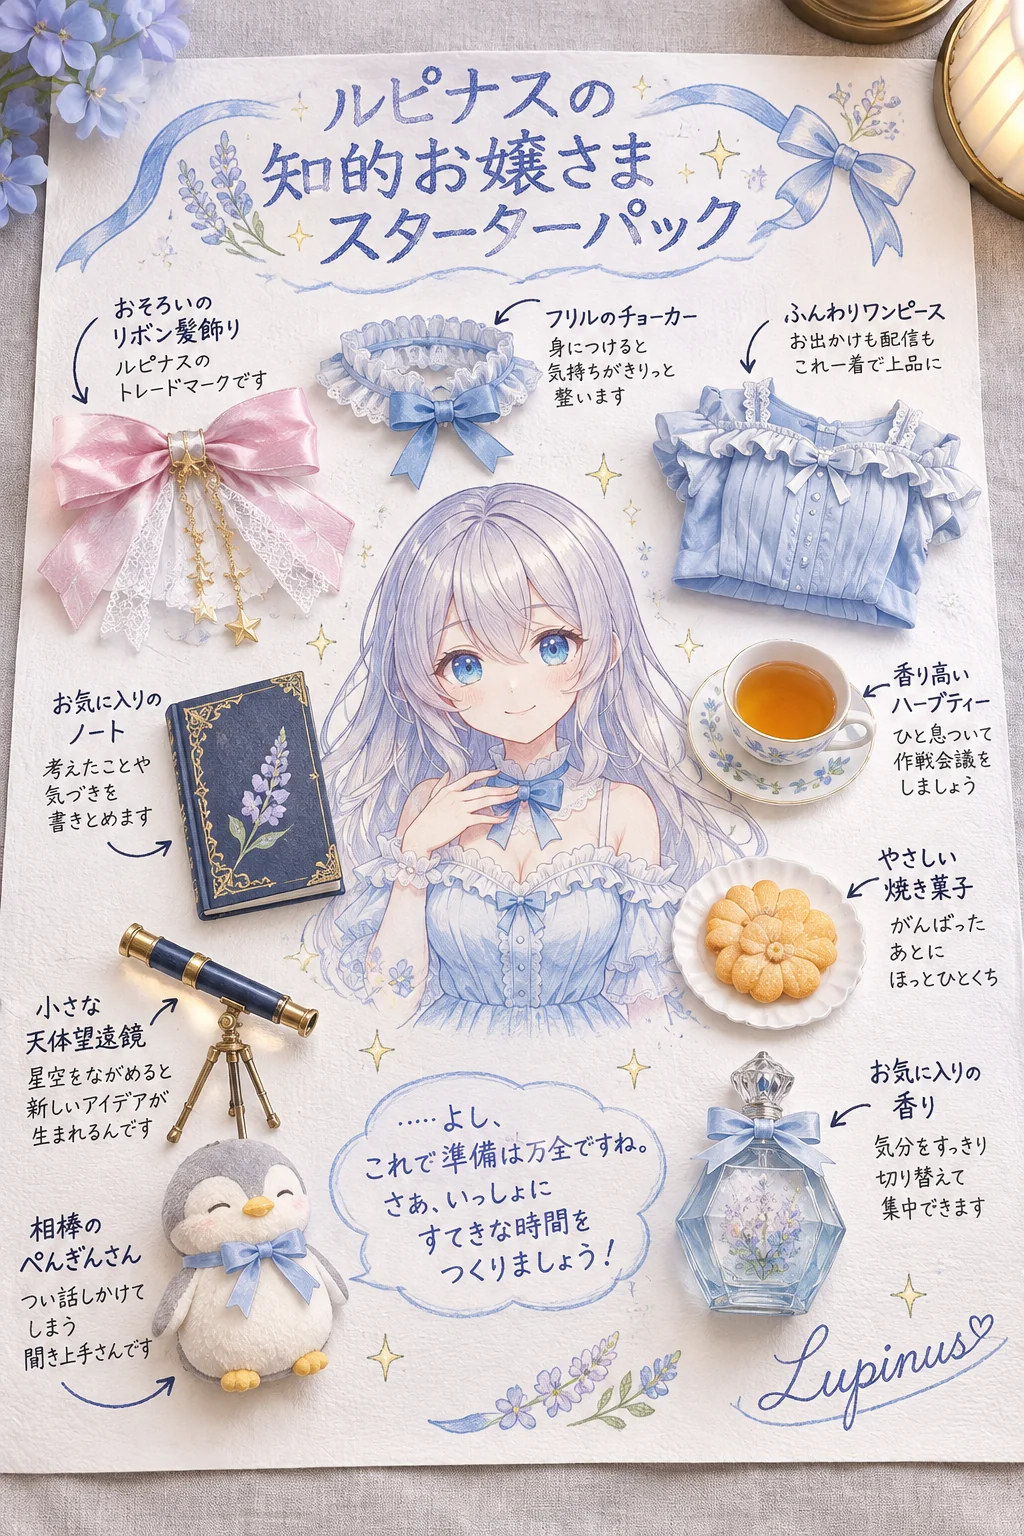 ルピナスの
知的お嬢さま
スターターパック
おそろいの
リボン髪飾り
ルピナスの
トレードマークです
フリルのチョーカー
身につけると
気持ちがきりっと
整います
ふんわりワンピース
お出かけも配信も
これ一着で上品に
お気に入りの
ノート
考えたことや
気づきを
書きとめます
香り高い
ハーブティー
ひと息ついて
作戦会議を
しましょう
やさしい
焼き菓子
がんばった
あとに
ほっとひとくち
小さな
天体望遠鏡
星空をながめると
新しいアイデアが
生まれるんです
お気に入りの
香り
気分をすっきり
切り替えて
集中できます
相棒の
ぺんぎんさん
つい話しかけて
しまう
聞き上手さんです
……よし、
これで準備は万全ですね。
さあ、いっしょに
すてきな時間を
つくりましょう！
Lupinus♡